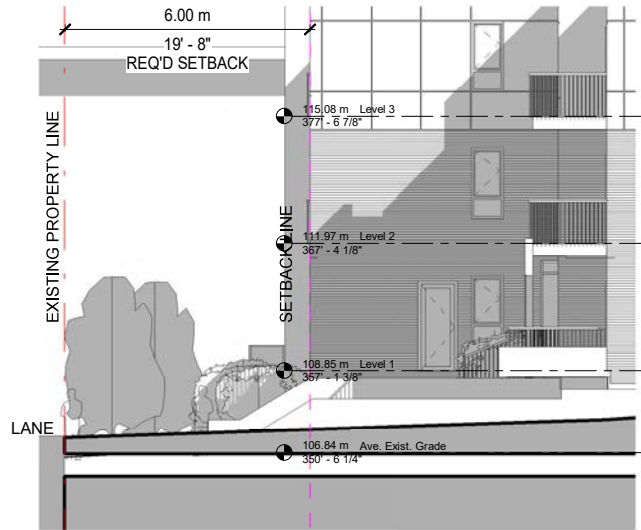 6.00 m
19' - 8"
REQ'D SETBACK
EXISTING PROPERTY LINE
SETBACK LINE
115.08 m Level 3
377' - 6 7/8"
111.97 m Level 2
367' - 4 1/8"
108.85 m Level 1
357' - 1 3/8"
LANE
106.84 m Ave. Exist. Grade
350' - 6 1/4"